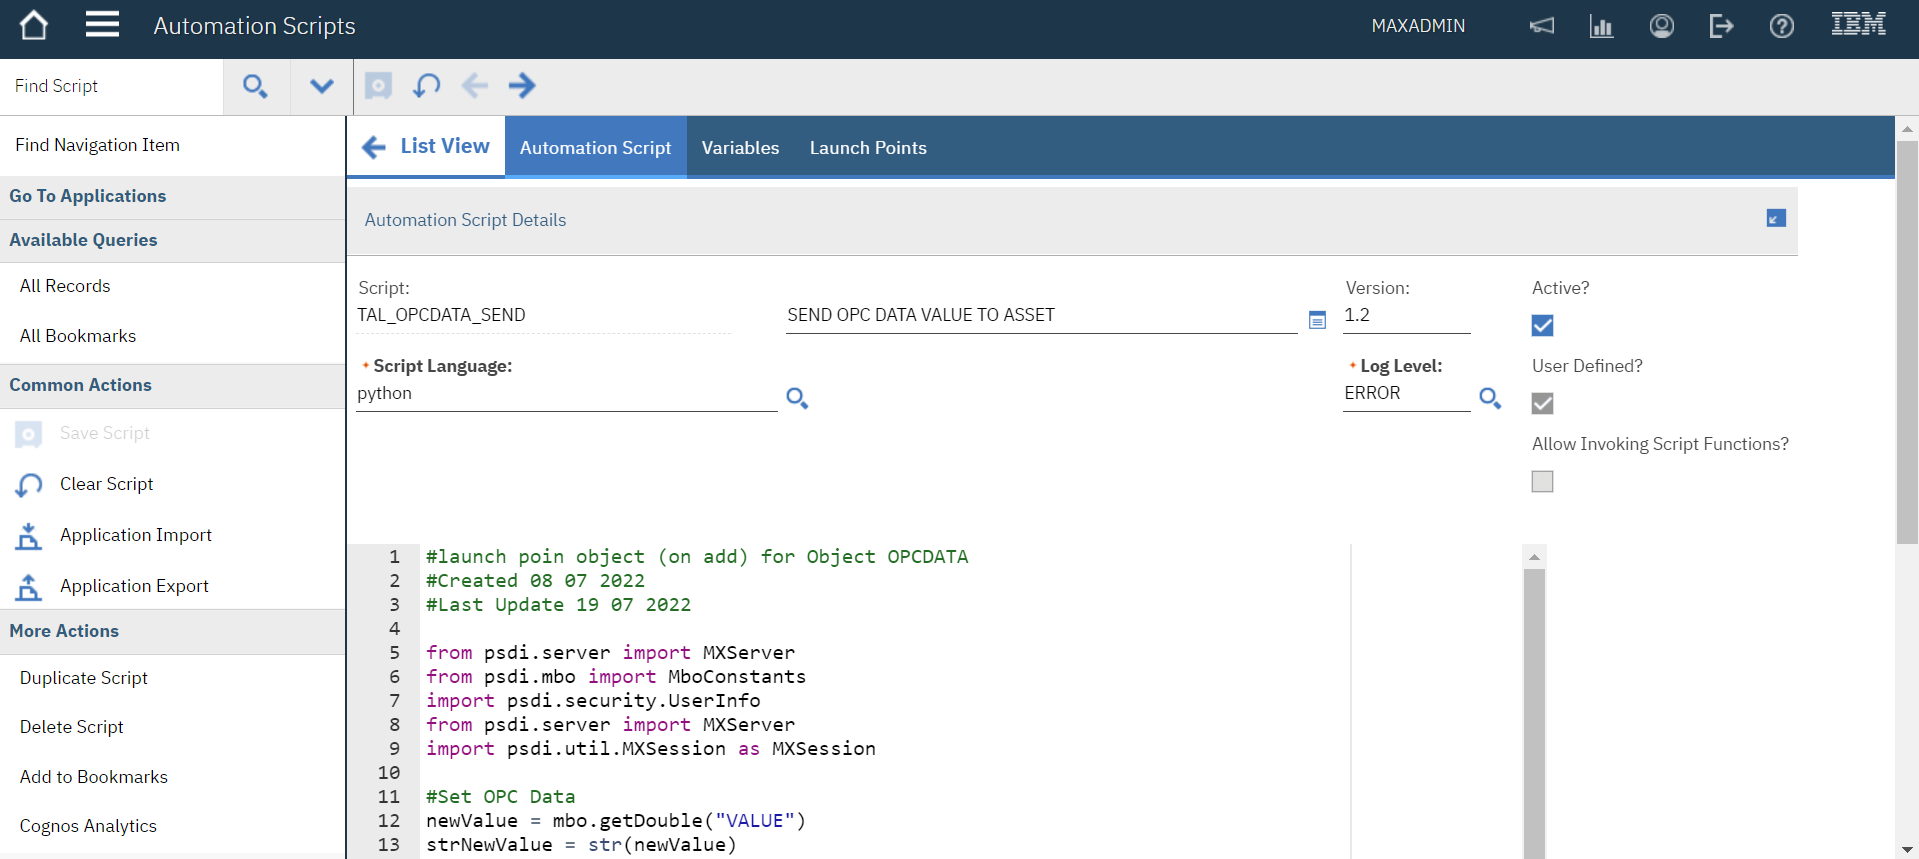 Automation Scripts
MAXADMIN
IBM
Find Script
Find Navigation Item
Go To Applications
Available Queries
All Records
All Bookmarks
Common Actions
Save Script
Clear Script
Application Import
Application Export
More Actions
Duplicate Script
Delete Script
Add to Bookmarks
Cognos Analytics
List View
Automation Script
Variables
Launch Points
Automation Script Details
Script:
TAL_OPCDATA_SEND
SEND OPC DATA VALUE TO ASSET
Version:
1.2
Active?
* Script Language:
python
* Log Level:
ERROR
User Defined?
Allow Invoking Script Functions?
1 #launch poin object (on add) for Object OPCDATA
2 #Created 08 07 2022
3 #Last Update 19 07 2022
4
5 from psdi.server import MXServer
6 from psdi.mbo import MboConstants
7 import psdi.security.UserInfo
8 from psdi.server import MXServer
9 import psdi.util.MXSession as MXSession
10
11 #Set OPC Data
12 newValue = mbo.getDouble("VALUE")
13 strNewValue = str(newValue)